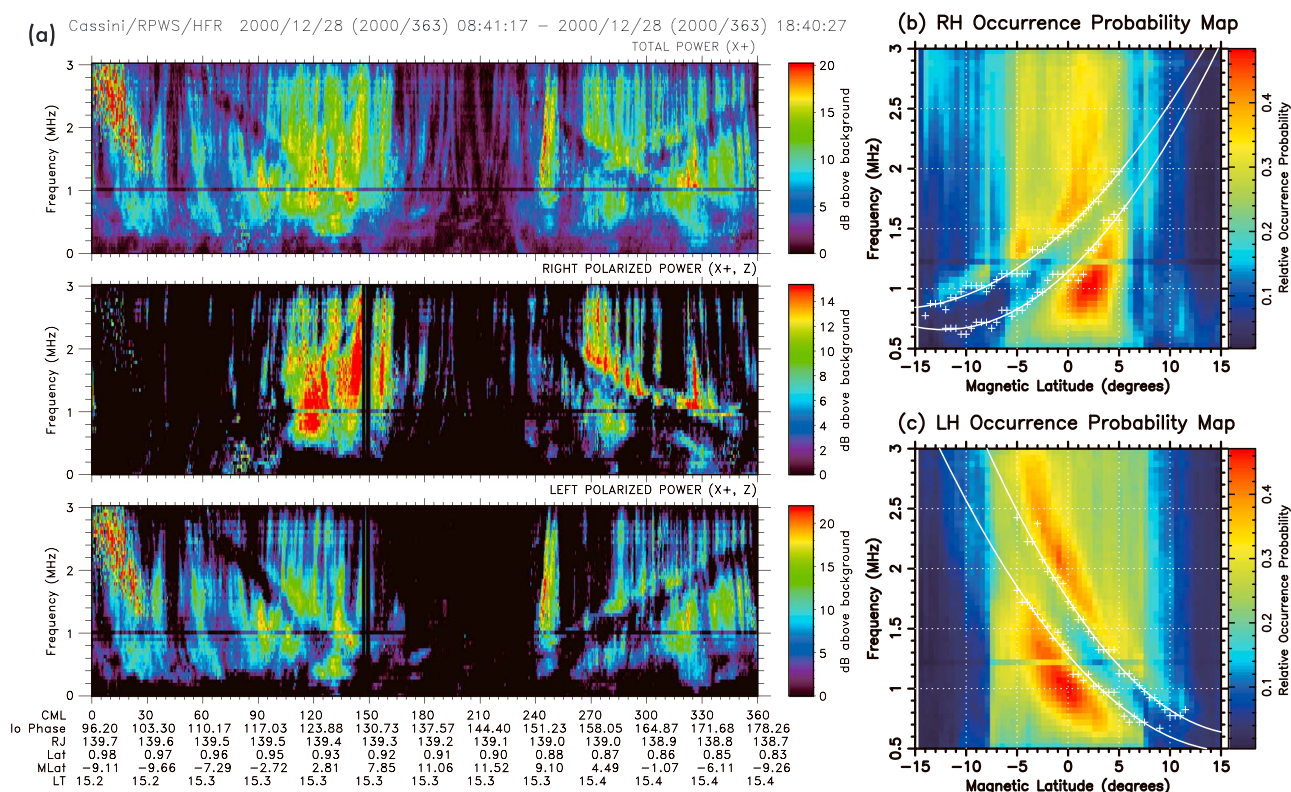 (a)
Cassini/RPWS/HFR 2000/12/28 (2000/363) 08:41:17 – 2000/12/28 (2000/363) 18:40:27
TOTAL POWER (X+)
Frequency (MHz)
3
2
1
0
20
15
10
5
0
dB above background
RIGHT POLARIZED POWER (X+, Z)
Frequency (MHz)
3
2
1
0
14
12
10
8
6
4
2
0
dB above background
LEFT POLARIZED POWER (X+, Z)
Frequency (MHz)
3
2
1
0
20
15
10
5
0
dB above background
CML 0 30 60 90 120 150 180 210 240 270 300 330 360
Io Phase 96.20 103.30 110.17 117.03 123.88 130.73 137.57 144.40 151.23 158.05 164.87 171.68 178.26
RJ 139.7 139.6 139.5 139.5 139.4 139.3 139.2 139.1 139.0 139.0 138.9 138.8 138.7
Lat 0.98 0.97 0.96 0.95 0.93 0.92 0.91 0.90 0.88 0.87 0.86 0.85 0.83
MLat −9.11 −9.66 −7.29 −2.72 2.81 7.85 11.06 11.52 9.10 4.49 −1.07 −6.11 −9.26
LT 15.2 15.2 15.3 15.3 15.3 15.3 15.3 15.3 15.3 15.4 15.4 15.4 15.4
(b) RH Occurrence Probability Map
Frequency (MHz)
3
2.5
2
1.5
1
0.5
−15 −10 −5 0 5 10 15
Magnetic Latitude (degrees)
0.4
0.3
0.2
0.1
Relative Occurrence Probability
(c) LH Occurrence Probability Map
Frequency (MHz)
3
2.5
2
1.5
1
0.5
−15 −10 −5 0 5 10 15
Magnetic Latitude (degrees)
0.4
0.3
0.2
0.1
Relative Occurrence Probability